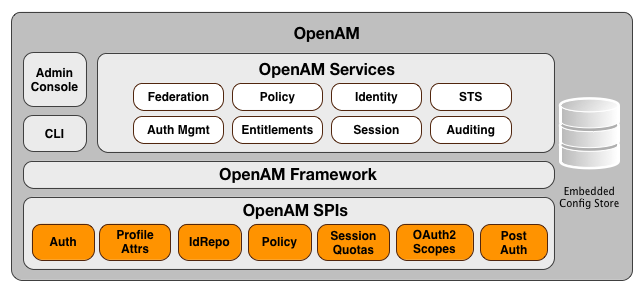 OpenAM
Admin
Console
CLI
OpenAM Services
Federation
Policy
Identity
STS
Auth Mgmt
Entitlements
Session
Auditing
OpenAM Framework
OpenAM SPIs
Auth
Profile
Attrs
IdRepo
Policy
Session
Quotas
OAuth2
Scopes
Post
Auth
Embedded
Config Store